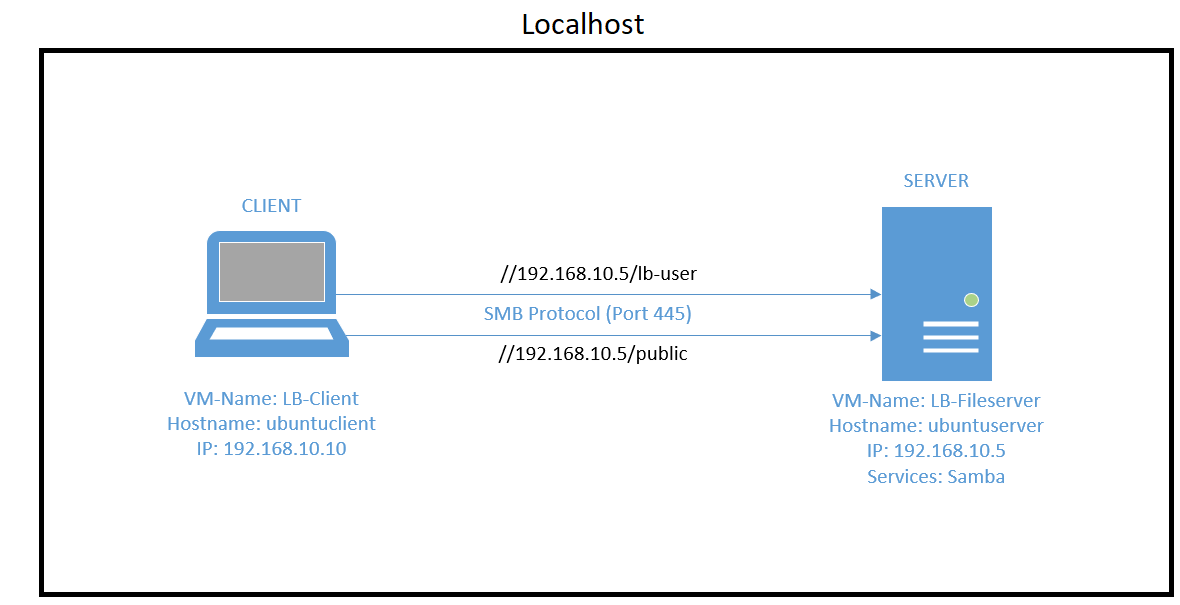 Localhost
SERVER
CLIENT
//192.168.10.5/lb-user
SMB Protocol (Port 445)
//192.168.10.5/public
VM-Name: LB-Client
Hostname: ubuntuclient
IP: 192.168.10.10
VM-Name: LB-Fileserver
Hostname: ubuntuserver
IP: 192.168.10.5
Services: Samba